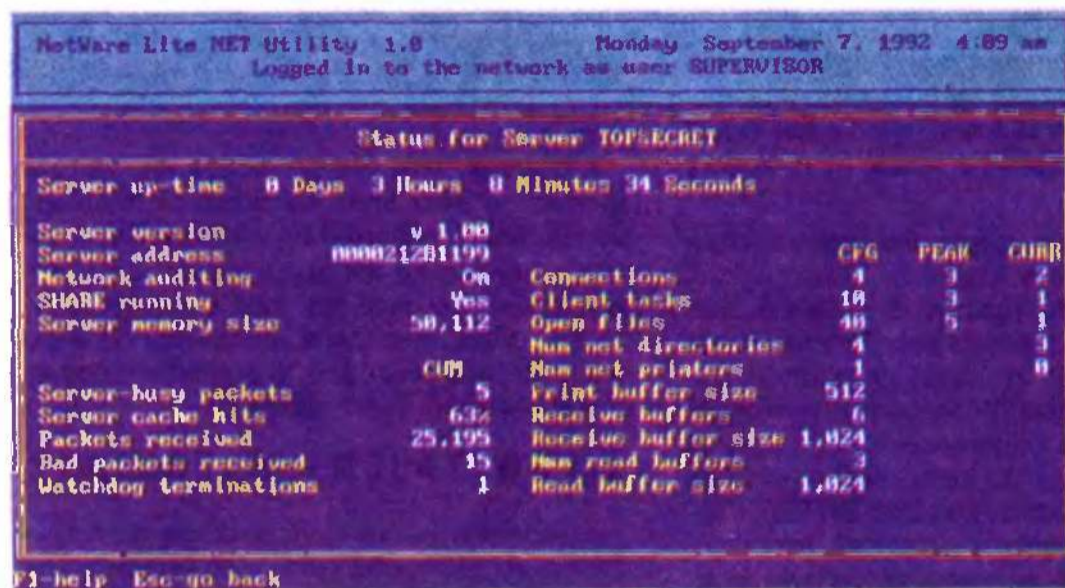 NetWare Lite NET Utility 1.0 Monday September 7, 1992 4:09 am
Logged in to the network as user SUPERVISOR
Status for Server TOPSECRET
Server up-time 0 Days 3 Hours 0 Minutes 34 Seconds
Server version v 1.00
Server address
CFG PEAK CURR
Network auditing On Connections 4 3 2
SHARE running Yes Client tasks 10 3 1
Server memory size 50,112 Open files 40 5 1
Num net directories 4 3
CUM Num net printers 1 0
Server-busy packets 5 Print buffer size 512
Server cache hits 63% Receive buffers 6
Packets received 25,195 Receive buffer size 1,024
Bad packets received 15 Num read buffers 3
Watchdog terminations 1 Read buffer size 1,024
F1-help Esc-go back